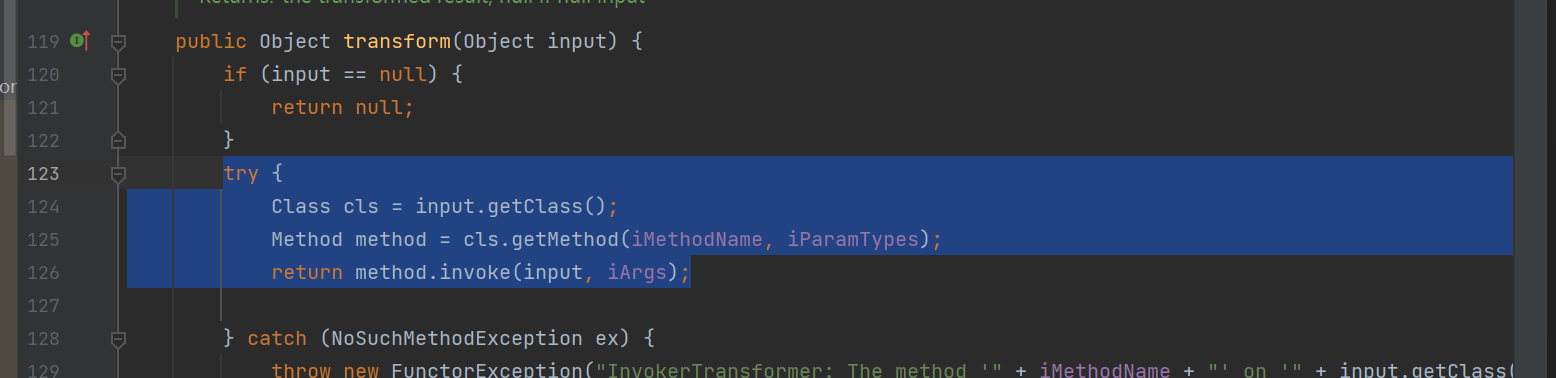 Returns: the transformed result, null if null input
119 public Object transform(Object input) {
or
120 if (input == null) {
121 return null;
122 }
123 try {
124 Class cls = input.getClass();
125 Method method = cls.getMethod(iMethodName, iParamTypes);
126 return method.invoke(input, iArgs);
127
128 } catch (NoSuchMethodException ex) {
129 throw new FunctorException("InvokerTransformer: The method '" + iMethodName + "' on '" + input.getClass(